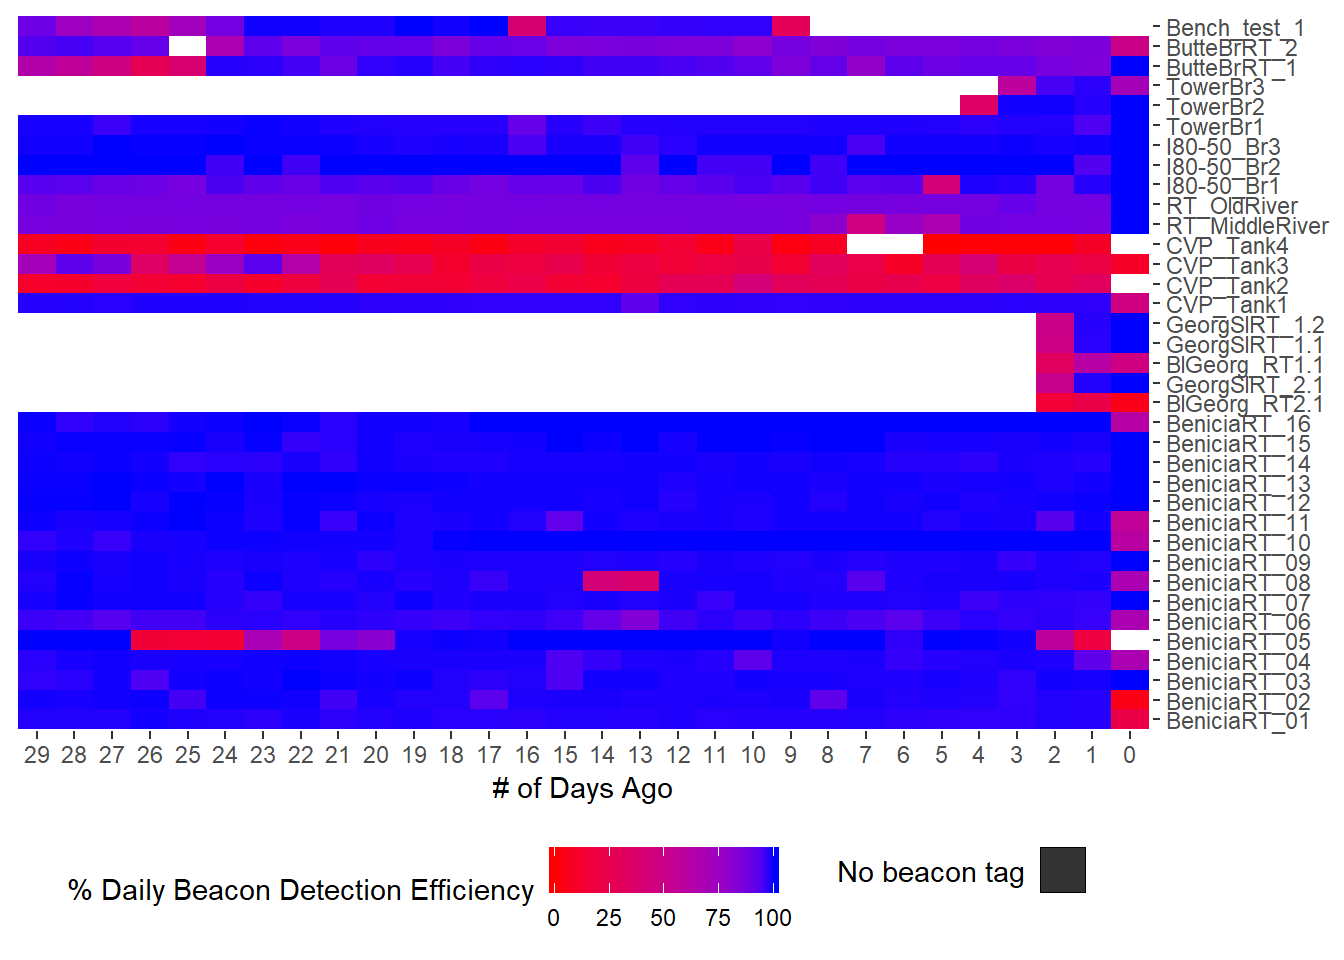 Bench_test_1
ButteBrRT_2
ButteBrRT_1
TowerBr3
TowerBr2
TowerBr1
I80-50_Br3
I80-50_Br2
I80-50_Br1
RT_OldRiver
RT_MiddleRiver
CVP_Tank4
CVP_Tank3
CVP_Tank2
CVP_Tank1
GeorgSlRT_1.2
GeorgSlRT_1.1
BlGeorg_RT1.1
GeorgSlRT_2.1
BlGeorg_RT2.1
BeniciaRT_16
BeniciaRT_15
BeniciaRT_14
BeniciaRT_13
BeniciaRT_12
BeniciaRT_11
BeniciaRT_10
BeniciaRT_09
BeniciaRT_08
BeniciaRT_07
BeniciaRT_06
BeniciaRT_05
BeniciaRT_04
BeniciaRT_03
BeniciaRT_02
BeniciaRT_01
29 28 27 26 25 24 23 22 21 20 19 18 17 16 15 14 13 12 11 10 9 8 7 6 5 4 3 2 1 0
# of Days Ago
% Daily Beacon Detection Efficiency
0 25 50 75 100
No beacon tag